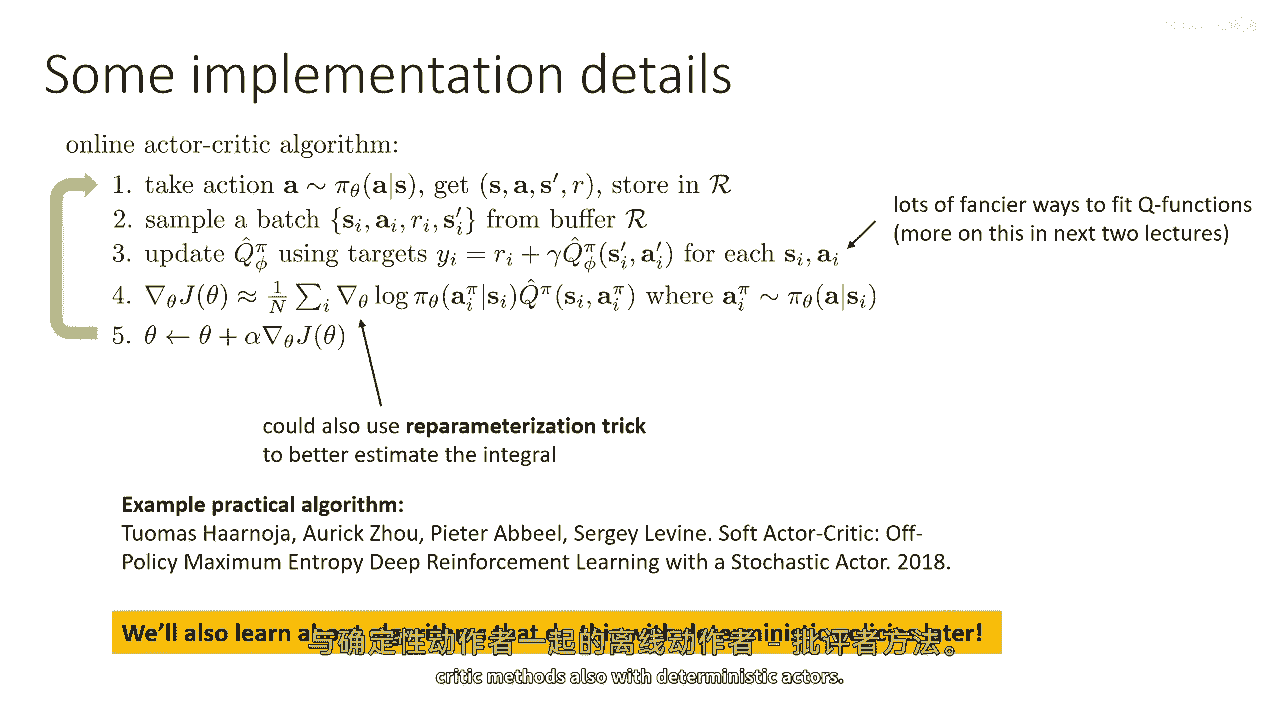 Some implementation details
online actor-critic algorithm:
1. take action $\mathbf{a} \sim \pi_\theta(\mathbf{a}|\mathbf{s})$, get $(\mathbf{s}, \mathbf{a}, \mathbf{s}', r)$, store in $\mathcal{R}$
2. sample a batch $\{\mathbf{s}_i, \mathbf{a}_i, r_i, \mathbf{s}'_i\}$ from buffer $\mathcal{R}$
3. update $\hat{Q}^\pi_\phi$ using targets $y_i = r_i + \gamma \hat{Q}^\pi_\phi(\mathbf{s}'_i, \mathbf{a}'_i)$ for each $\mathbf{s}_i, \mathbf{a}_i$
4. $\nabla_\theta J(\theta) \approx \frac{1}{N} \sum_i \nabla_\theta \log \pi_\theta(\mathbf{a}^\pi_i|\mathbf{s}_i) \hat{Q}^\pi(\mathbf{s}_i, \mathbf{a}^\pi_i)$ where $\mathbf{a}^\pi_i \sim \pi_\theta(\mathbf{a}|\mathbf{s}_i)$
5. $\theta \leftarrow \theta + \alpha \nabla_\theta J(\theta)$
lots of fancier ways to fit Q-functions
(more on this in next two lectures)
could also use reparameterization trick
to better estimate the integral
Example practical algorithm:
Tuomas Haarnoja, Aurick Zhou, Pieter Abbeel, Sergey Levine. Soft Actor-Critic: Off-
Policy Maximum Entropy Deep Reinforcement Learning with a Stochastic Actor. 2018.
We'll also learn about algorithms that do this with deterministic policies later!
与确定性动作者一起的离线动作者 - 批评者方法。
critic methods also with deterministic actors.